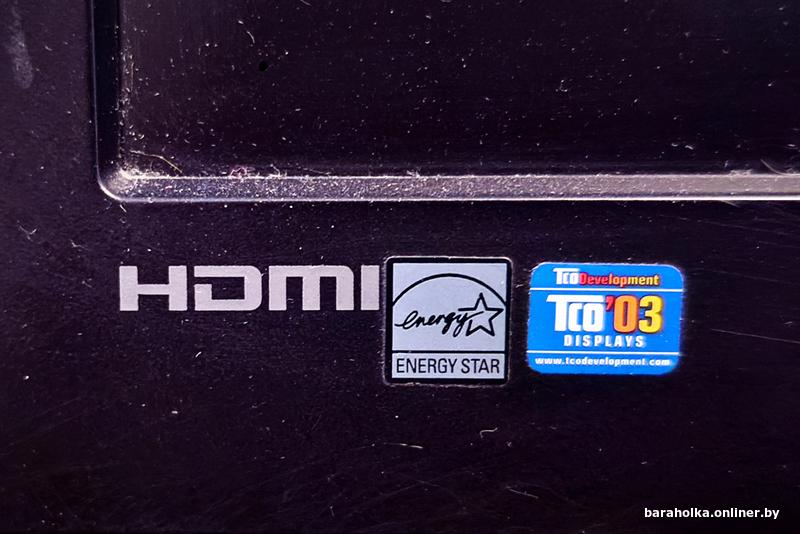 HDMI
energy
ENERGY STAR
TCO Development
TCO'03
DISPLAYS
www.tcodevelopment.com
baraholka.onliner.by